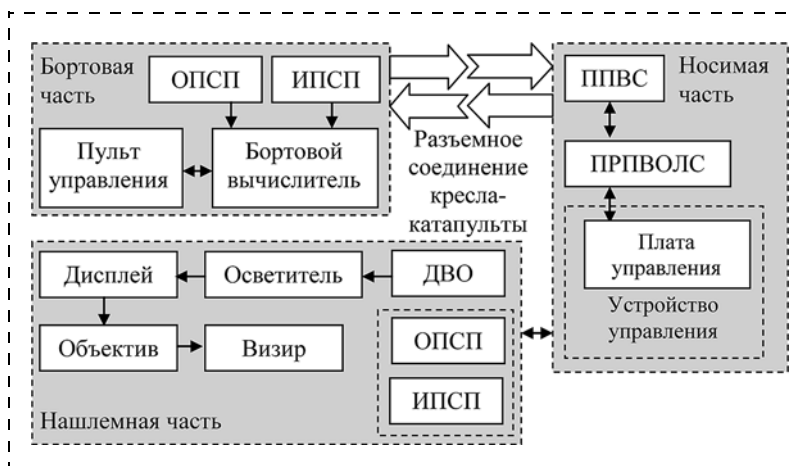 Бортовая
часть
ОПСП
ИПСП
Пульт
управления
Бортовой
вычислитель
Разъемное
соединение
кресла-
катапульты
ППВС
Носимая
часть
ПРПВОЛС
Плата
управления
Устройство
управления
Дисплей
Осветитель
ДВО
Объектив
Визир
ОПСП
ИПСП
Нашлемная часть